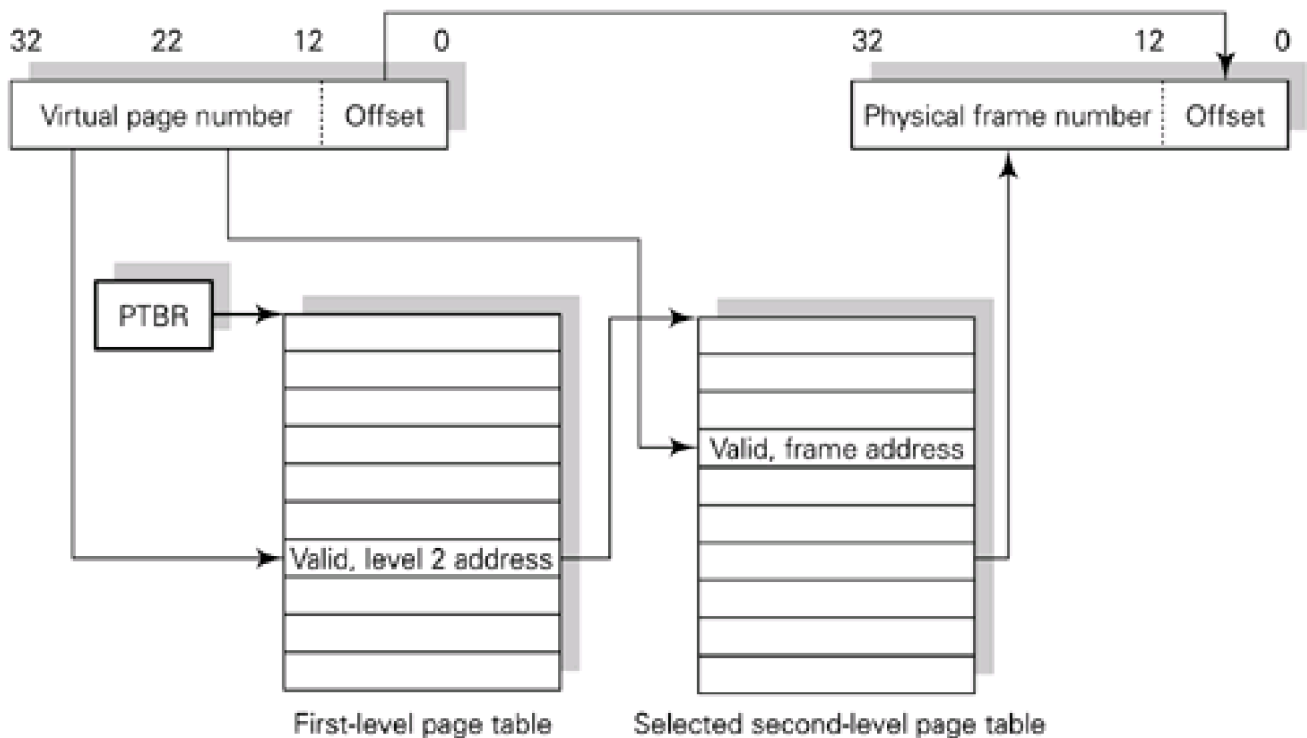 32 22 12 0
32 12 0
Virtual page number Offset
Physical frame number Offset
PTBR
Valid, frame address
Valid, level 2 address
First-level page table
Selected second-level page table